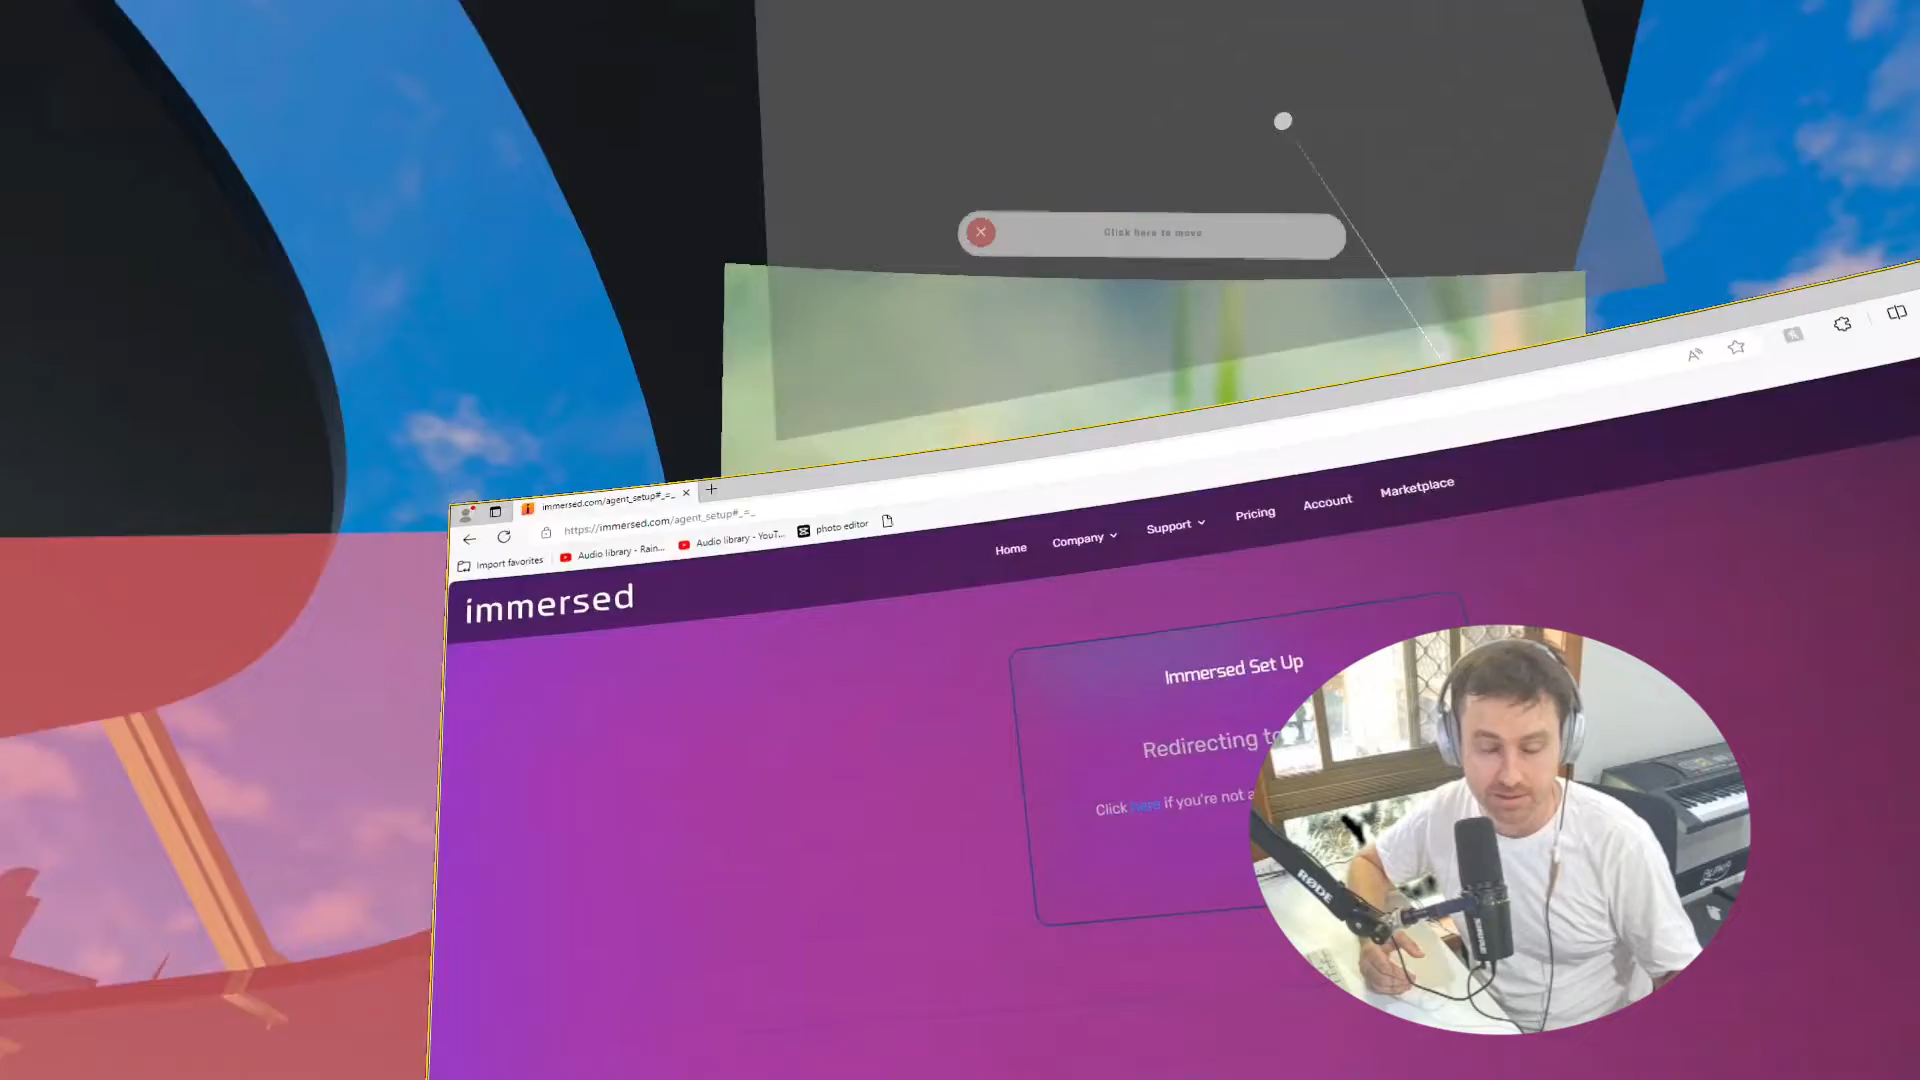 Click here to move
immersed.com/agent_setup#_=_
https://immersed.com/agent_setup#_=_
Import favorites
Audio library - Rain...
Audio library - YouT...
photo editor
immersed
Home
Company
Support
Pricing
Account
Marketplace
Immersed Set Up
Redirecting to
Click here if you're not a
RØDE
SHURE